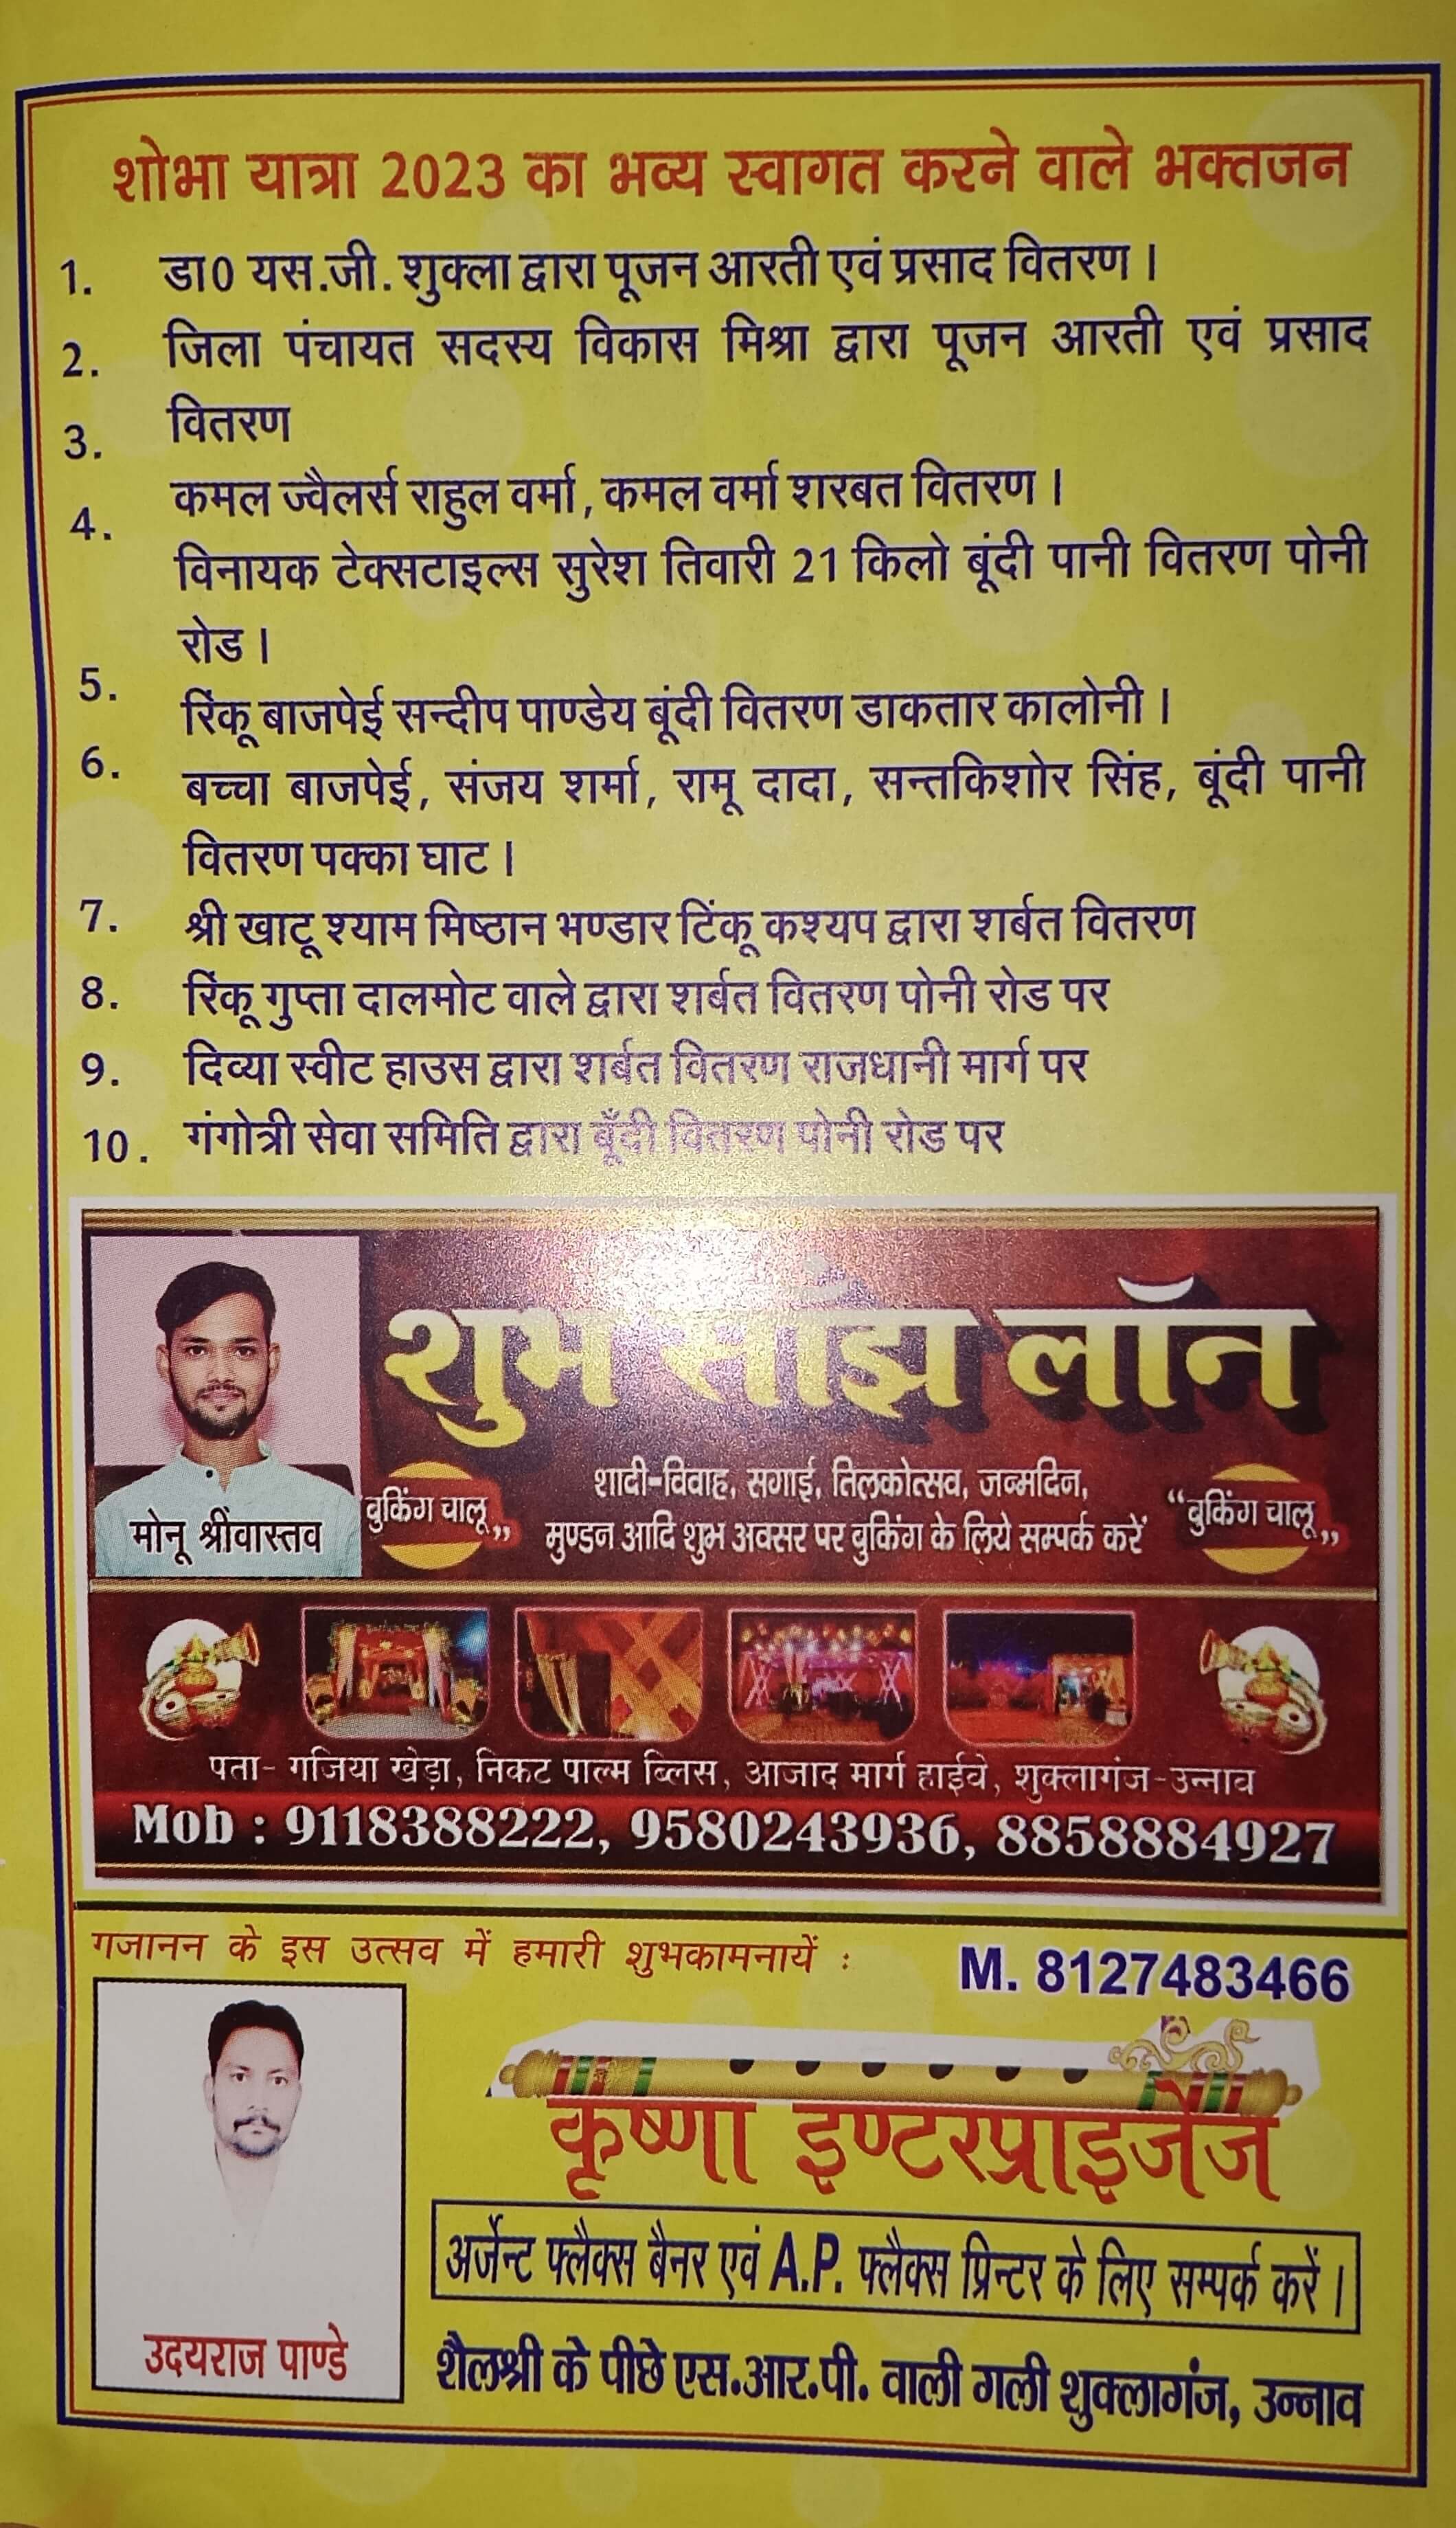 शोभा यात्रा 2023 का भव्य स्वागत करने वाले भक्तजन
1. डा0 यस.जी. शुक्ला द्वारा पूजन आरती एवं प्रसाद वितरण ।
2. जिला पंचायत सदस्य विकास मिश्रा द्वारा पूजन आरती एवं प्रसाद
3. वितरण
4. कमल ज्वैलर्स राहुल वर्मा, कमल वर्मा शरबत वितरण ।
विनायक टेक्सटाइल्स सुरेश तिवारी 21 किलो बूंदी पानी वितरण पोनी
रोड ।
5. रिंकू बाजपेई सन्दीप पाण्डेय बूंदी वितरण डाकतार कालोनी ।
6. बच्चा बाजपेई, संजय शर्मा, रामू दादा, सन्तकिशोर सिंह, बूंदी पानी
वितरण पक्का घाट ।
7. श्री खाटू श्याम मिष्ठान भण्डार टिंकू कश्यप द्वारा शर्बत वितरण
8. रिंकू गुप्ता दालमोट वाले द्वारा शर्बत वितरण पोनी रोड पर
9. दिव्या स्वीट हाउस द्वारा शर्बत वितरण राजधानी मार्ग पर
10. गंगोत्री सेवा समिति द्वारा बूँदी वितरण पोनी रोड पर
शुभ साँझ लॉन
शादी-विवाह, सगाई, तिलकोत्सव, जन्मदिन,
मुण्डन आदि शुभ अवसर पर बुकिंग के लिये सम्पर्क करें
बुकिंग चालू,,
“बुकिंग चालू,,
मोनू श्रींवास्तव
पता- गजिया खेड़ा, निकट पाल्म ब्लिस, आजाद मार्ग हाईवे, शुक्लागंज-उन्नाव
Mob : 9118388222, 9580243936, 8858884927
गजानन के इस उत्सव में हमारी शुभकामनायें :
M. 8127483466
कृष्णा इण्टरप्राइजेज
अर्जेन्ट फ्लैक्स बैनर एवं A.P. फ्लैक्स प्रिन्टर के लिए सम्पर्क करें ।
उदयराज पाण्डे
शैलश्री के पीछे एस.आर.पी. वाली गली शुक्लागंज, उन्नाव